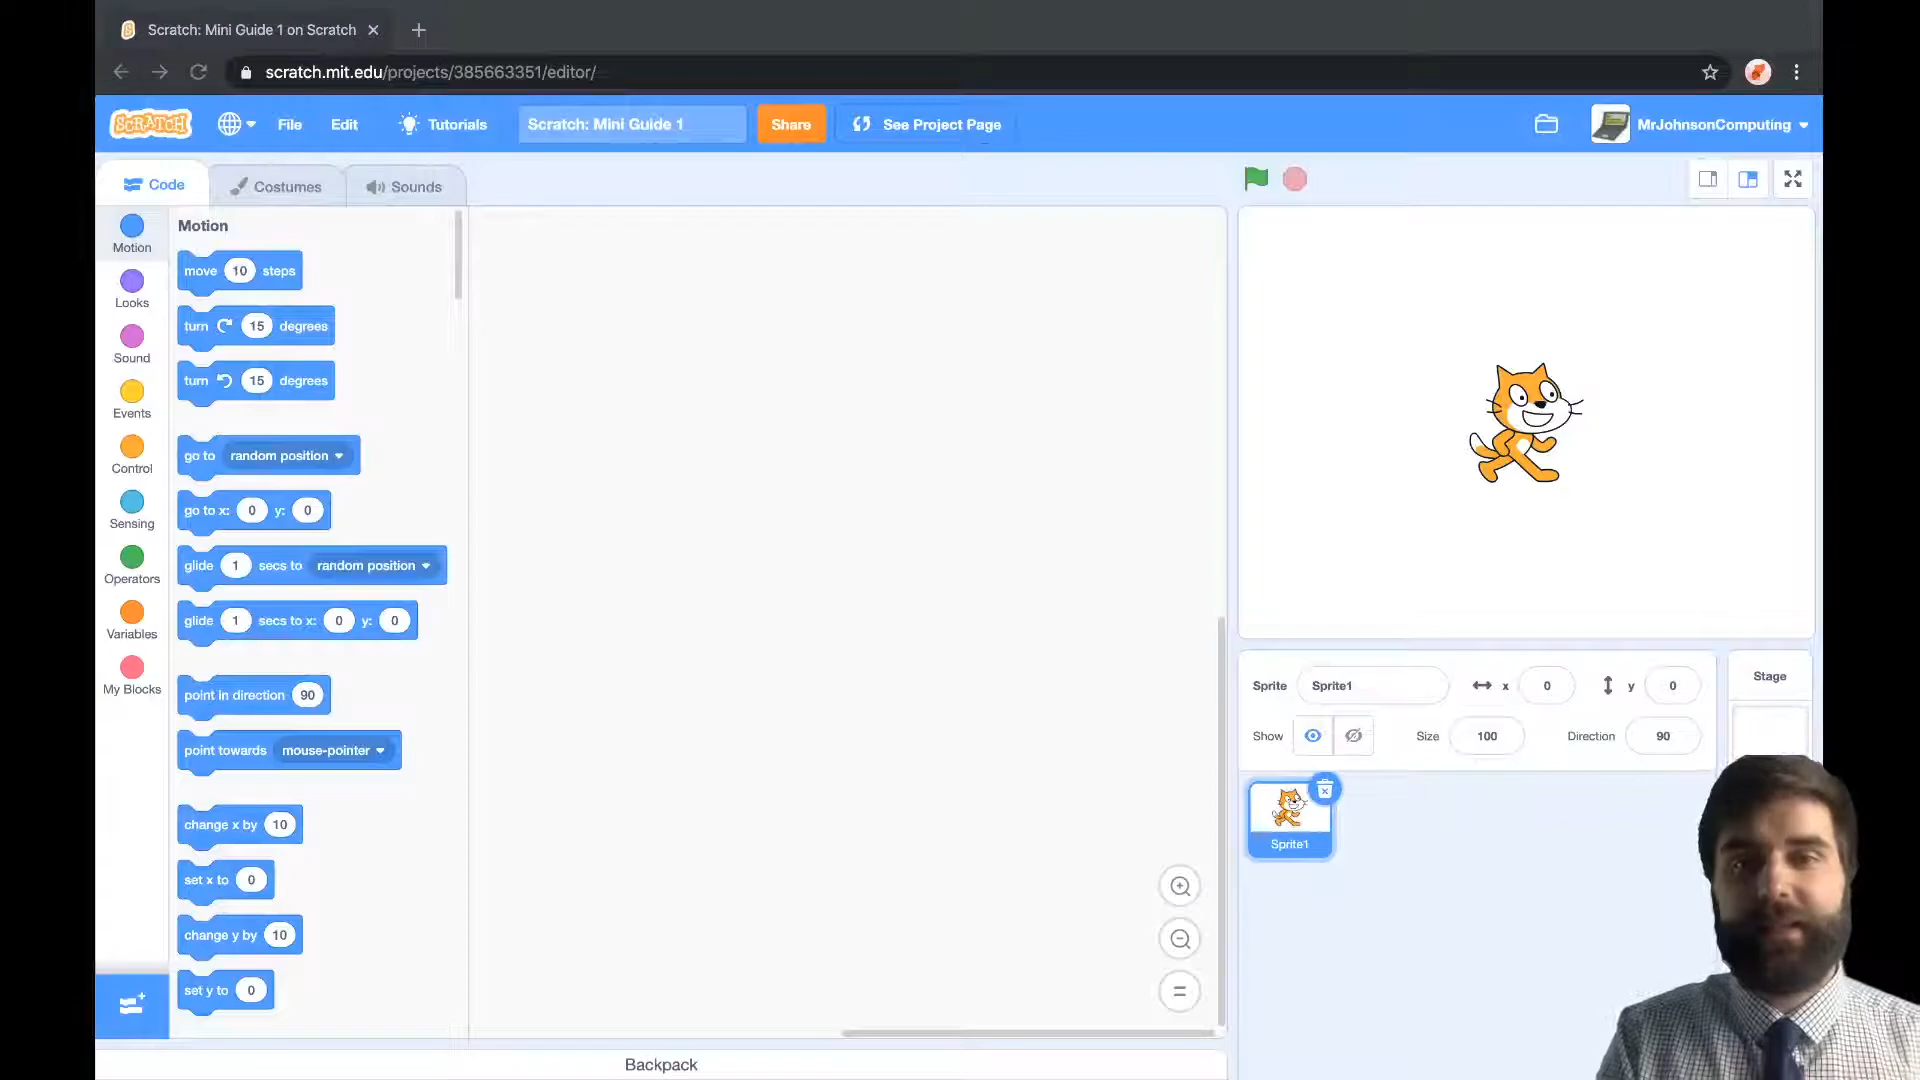 Scratch: Mini Guide 1 on Scratch
scratch.mit.edu/projects/385663351/editor/
SCRATCH File Edit Tutorials Scratch: Mini Guide 1 Share See Project Page MrJohnsonComputing
Code Costumes Sounds
Motion
Looks
Sound
Events
Control
Sensing
Operators
Variables
My Blocks
Motion
move 10 steps
turn 15 degrees
turn 15 degrees
go to random position
go to x: 0 y: 0
glide 1 secs to random position
glide 1 secs to x: 0 y: 0
point in direction 90
point towards mouse-pointer
change x by 10
set x to 0
change y by 10
set y to 0
Backpack
Sprite Sprite1 x 0 y 0
Show Size 100 Direction 90
Sprite1
Stage